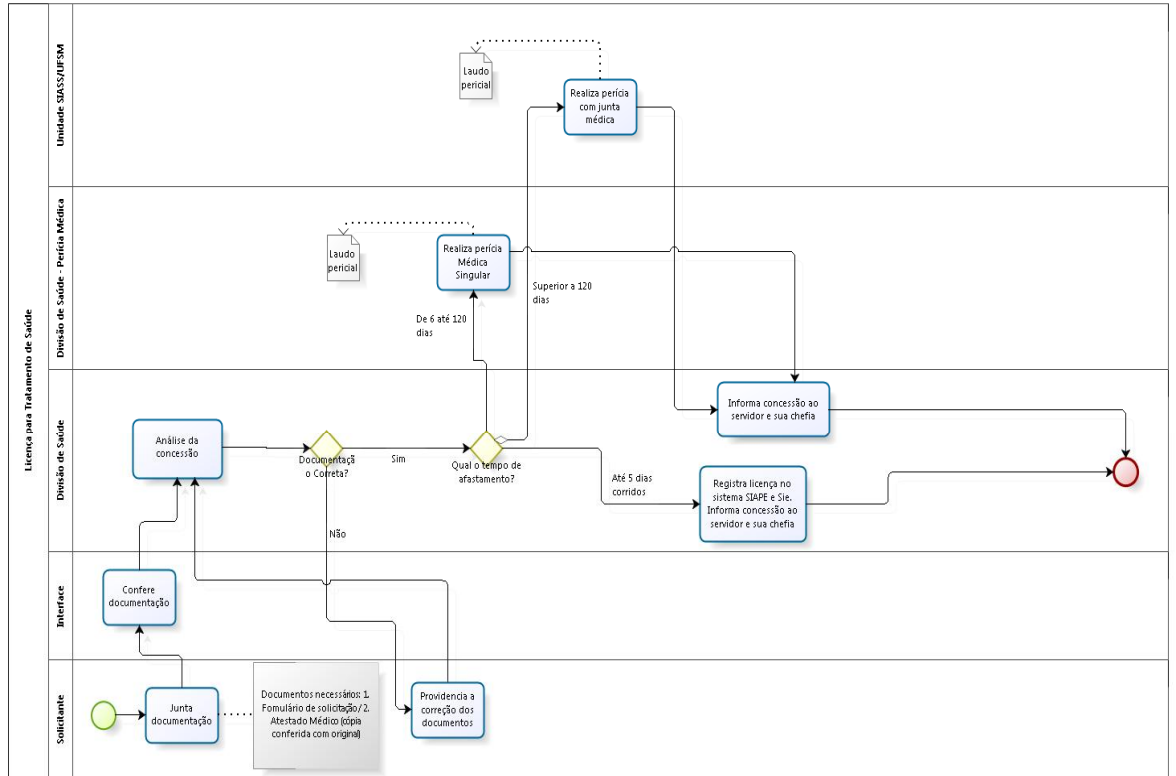 Licença para Tratamento de Saúde
Unidade SIASS/UFSM
Laudo
pericial
Realiza perícia
com junta
médica
Divisão de Saúde - Perícia Médica
Laudo
pericial
Realiza perícia
Médica
Singular
Superior a 120
dias
De 6 até 120
dias
Divisão de Saúde
Análise da
concessão
Documentaçã
o Correta?
Sim
Qual o tempo de
afastamento?
Não
Informa concessão ao
servidor e sua chefia
Até 5 dias
corridos
Registra licença no
sistema SIAPE e Sie.
Informa concessão ao
servidor e sua chefia
Interface
Confere
documentação
Solicitante
Junta
documentação
Documentos necessários: 1.
Fomulário de solicitação/ 2.
Atestado Médico (cópia
conferida com original)
Providencia a
correção dos
documentos